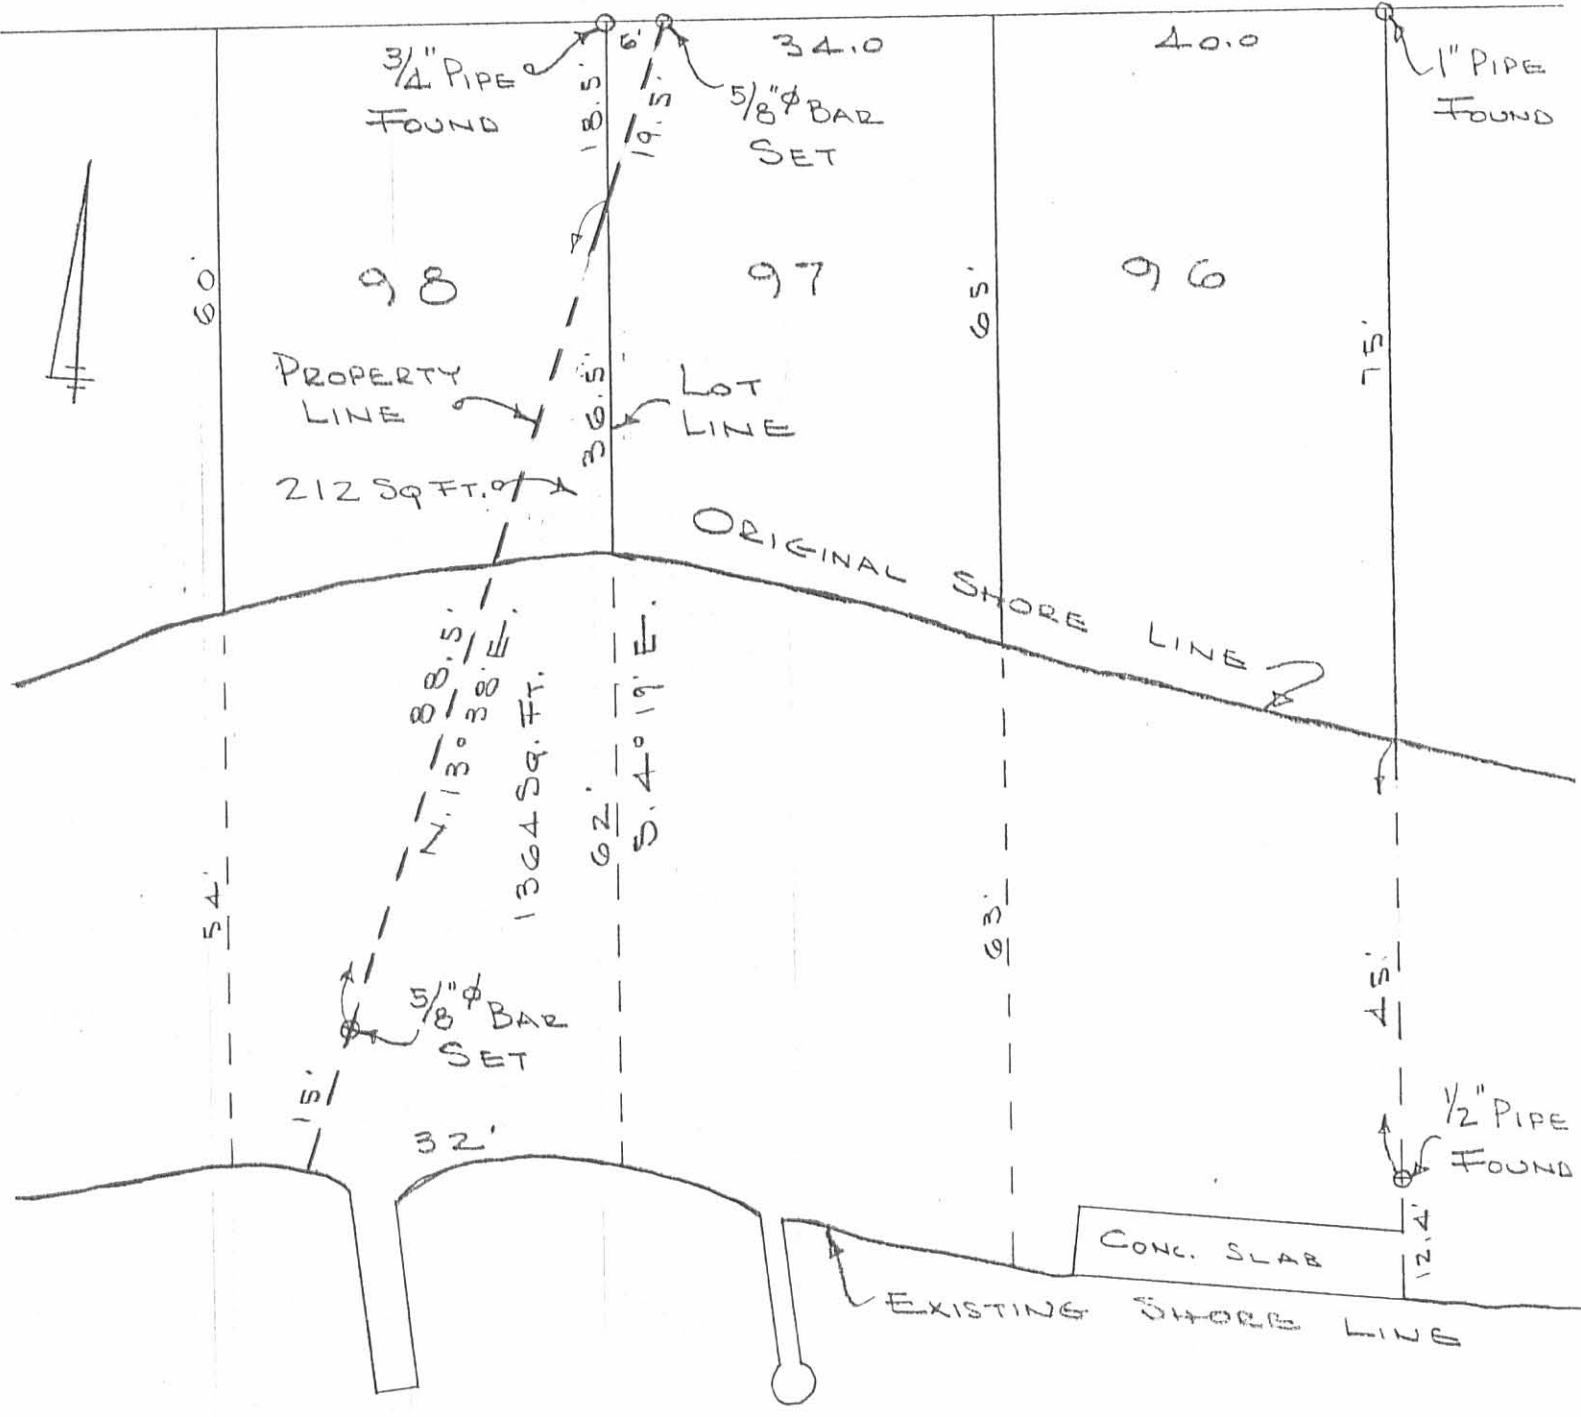 3/4" PIPE
FOUND
6'
34.0
5/8"⌀ BAR
SET
40.0
1" PIPE
FOUND
18.5'
19.5'
60'
98
97
65'
96
75'
PROPERTY
LINE
36.5'
LOT
LINE
212 SQ FT.
ORIGINAL SHORE LINE
88.5'
N. 13° 38' E.
1364 SQ. FT.
62'
S. 4° 19' E.
54'
63'
45'
5/8"⌀ BAR
SET
15'
32'
1/2" PIPE
FOUND
12.4'
CONC. SLAB
EXISTING SHORE LINE